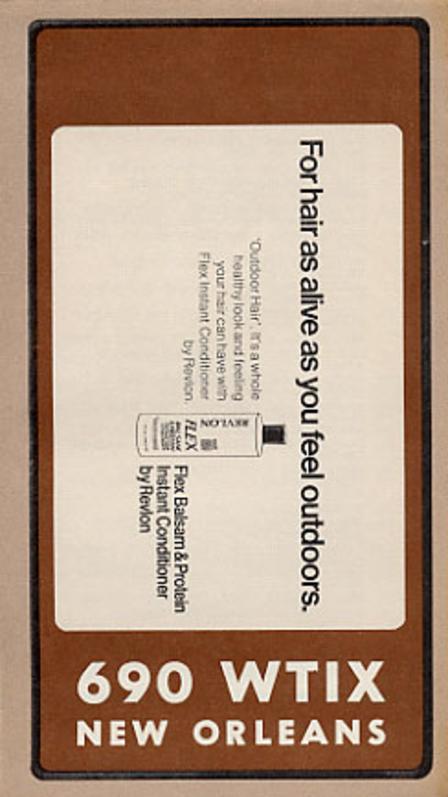 For hair as alive as you feel outdoors.
'Outdoor Hair'. It's a whole
healthy look and feeling
your hair can have with
Flex Instant Conditioner
by Revlon.
REVLON
FLEX
Flex Balsam & Protein
Instant Conditioner
by Revlon
690 WTIX
NEW ORLEANS